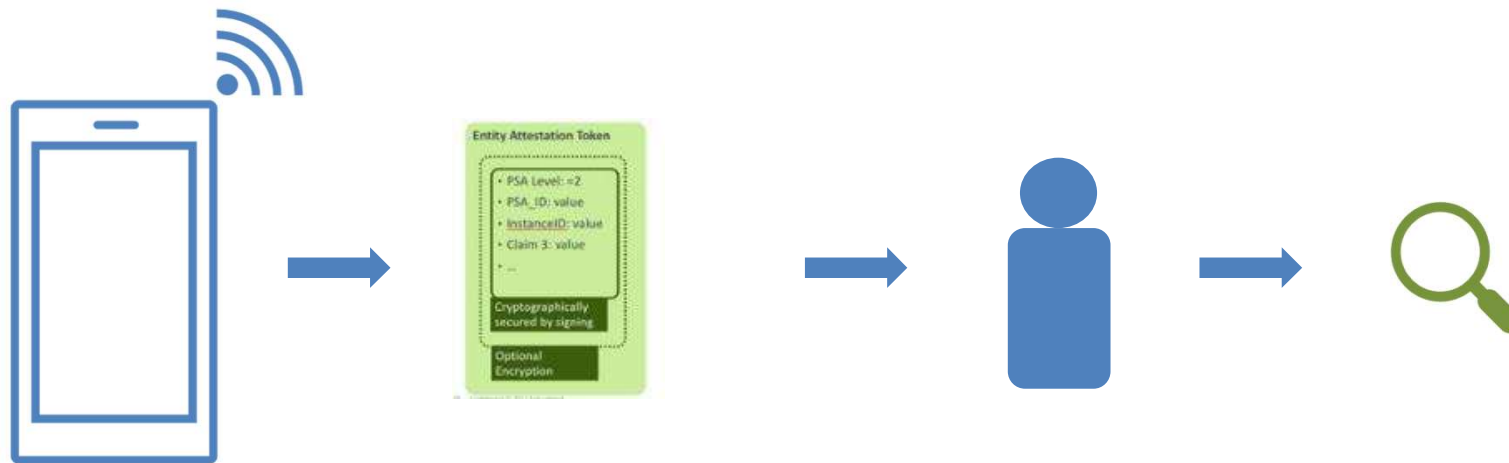 Entity Attestation Token
• PSA Level: =2
• PSA_ID: value
• InstanceID: value
• Claim 3: value
• ...
Cryptographically
secured by signing
Optional
Encryption